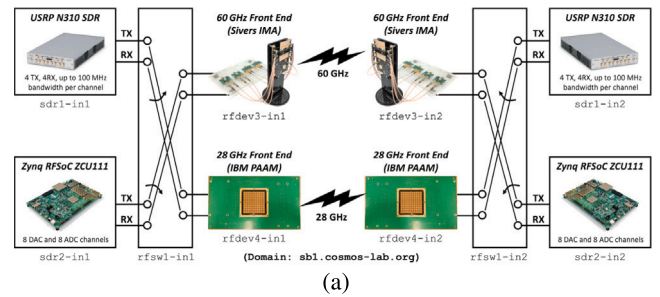 USRP N310 SDR
TX
RX
4 TX, 4RX, up to 100 MHz
bandwidth per channel
sdr1-in1
60 GHz Front End
(Sivers IMA)
rfdev3-in1
60 GHz
60 GHz Front End
(Sivers IMA)
rfdev3-in2
USRP N310 SDR
TX
RX
4 TX, 4RX, up to 100 MHz
bandwidth per channel
sdr1-in2
Zynq RFSoC ZCU111
TX
RX
8 DAC and 8 ADC channels
sdr2-in1
rfsw1-in1
28 GHz Front End
(IBM PAAM)
rfdev4-in1
28 GHz
28 GHz Front End
(IBM PAAM)
rfdev4-in2
Zynq RFSoC ZCU111
TX
RX
8 DAC and 8 ADC channels
rfsw1-in2
sdr2-in2
(Domain: sb1.cosmos-lab.org)
(a)